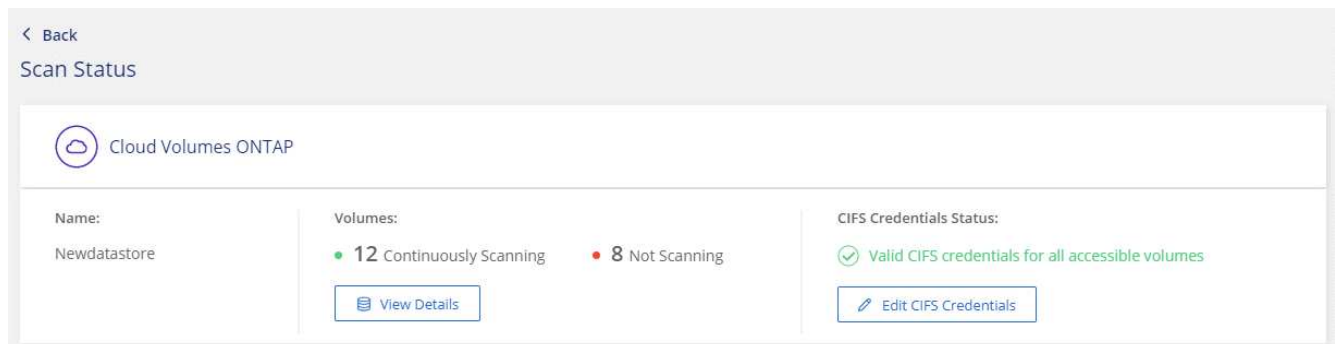 Back
Scan Status
Cloud Volumes ONTAP
Name:
Newdatastore
Volumes:
12 Continuously Scanning
8 Not Scanning
View Details
CIFS Credentials Status:
Valid CIFS credentials for all accessible volumes
Edit CIFS Credentials